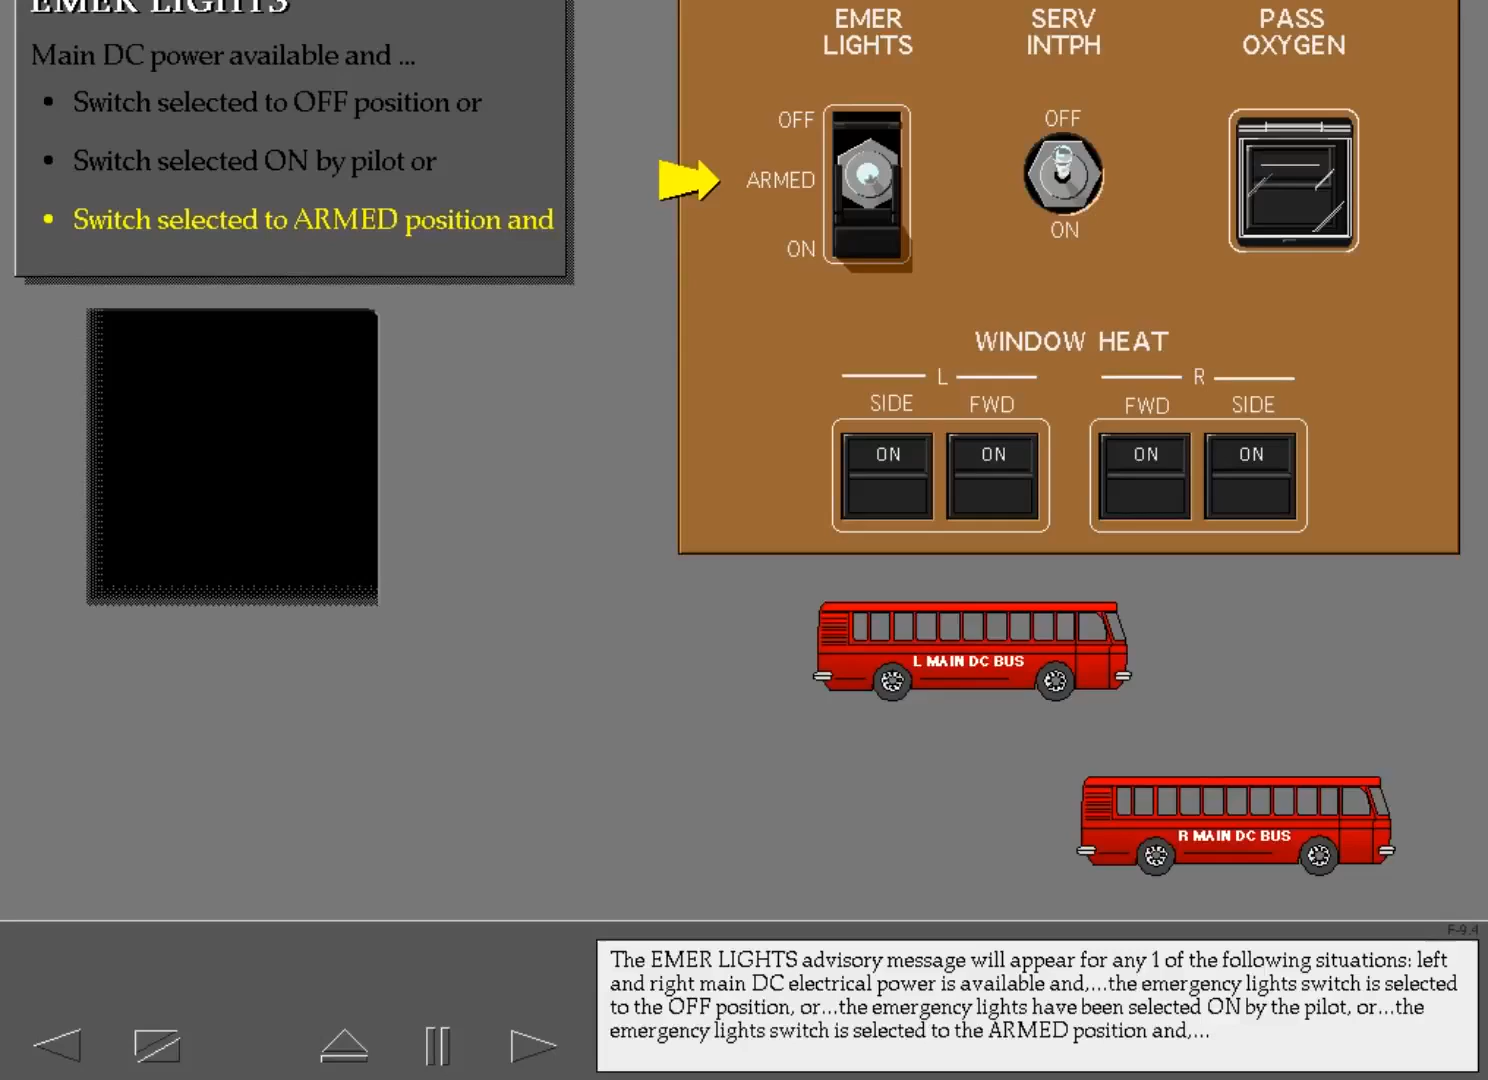 EMER LIGHTS
Main DC power available and ...
• Switch selected to OFF position or
• Switch selected ON by pilot or
• Switch selected to ARMED position and
EMER
LIGHTS
SERV
INTPH
PASS
OXYGEN
OFF
ARMED
ON
OFF
ON
WINDOW HEAT
L
R
SIDE
FWD
FWD
SIDE
ON
ON
ON
ON
L MAIN DC BUS
R MAIN DC BUS
F-9.4
The EMER LIGHTS advisory message will appear for any 1 of the following situations: left
and right main DC electrical power is available and,...the emergency lights switch is selected
to the OFF position, or...the emergency lights have been selected ON by the pilot, or...the
emergency lights switch is selected to the ARMED position and,...